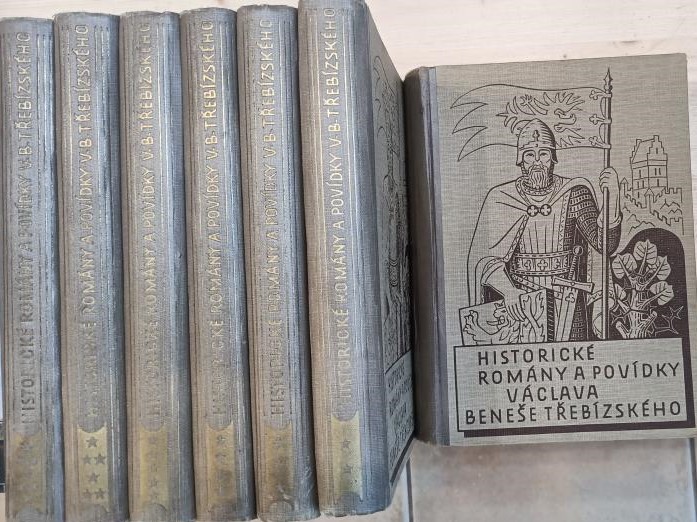 HISTORICKÉ ROMÁNY A POVÍDKY V. B. TŘEBÍZSKÉHO
HISTORICKÉ ROMÁNY A POVÍDKY V. B. TŘEBÍZSKÉHO
HISTORICKÉ ROMÁNY A POVÍDKY V. B. TŘEBÍZSKÉHO
HISTORICKÉ ROMÁNY A POVÍDKY V. B. TŘEBÍZSKÉHO
HISTORICKÉ ROMÁNY A POVÍDKY V. B. TŘEBÍZSKÉHO
HISTORICKÉ ROMÁNY A POVÍDKY V. B. TŘEBÍZSKÉHO
HISTORICKÉ
ROMÁNY A POVÍDKY
VÁCLAVA
BENEŠE TŘEBÍZSKÉHO